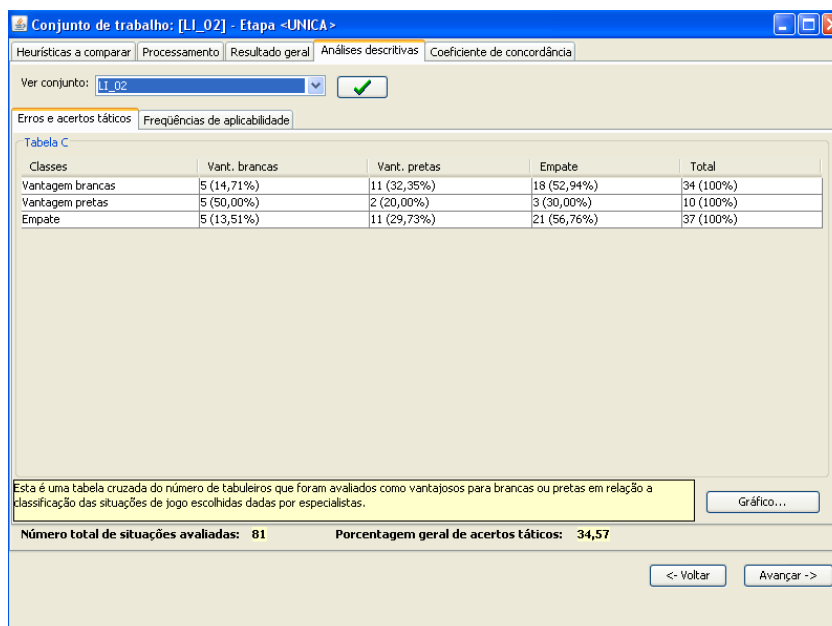 Conjunto de trabalho: [LI_02] - Etapa <UNICA>
Heurísticas a comparar Processamento Resultado geral Análises descritivas Coeficiente de concordância
Ver conjunto: LI_02
Erros e acertos táticos Freqüências de aplicabilidade
Tabela C
Classes Vant. brancas Vant. pretas Empate Total
Vantagem brancas 5 (14,71%) 11 (32,35%) 18 (52,94%) 34 (100%)
Vantagem pretas 5 (50,00%) 2 (20,00%) 3 (30,00%) 10 (100%)
Empate 5 (13,51%) 11 (29,73%) 21 (56,76%) 37 (100%)
Esta é uma tabela cruzada do número de tabuleiros que foram avaliados como vantajosos para brancas ou pretas em relação a
classificação das situações de jogo escolhidas dadas por especialistas.
Gráfico...
Número total de situações avaliadas: 81 Porcentagem geral de acertos táticos: 34,57
<- Voltar Avançar ->